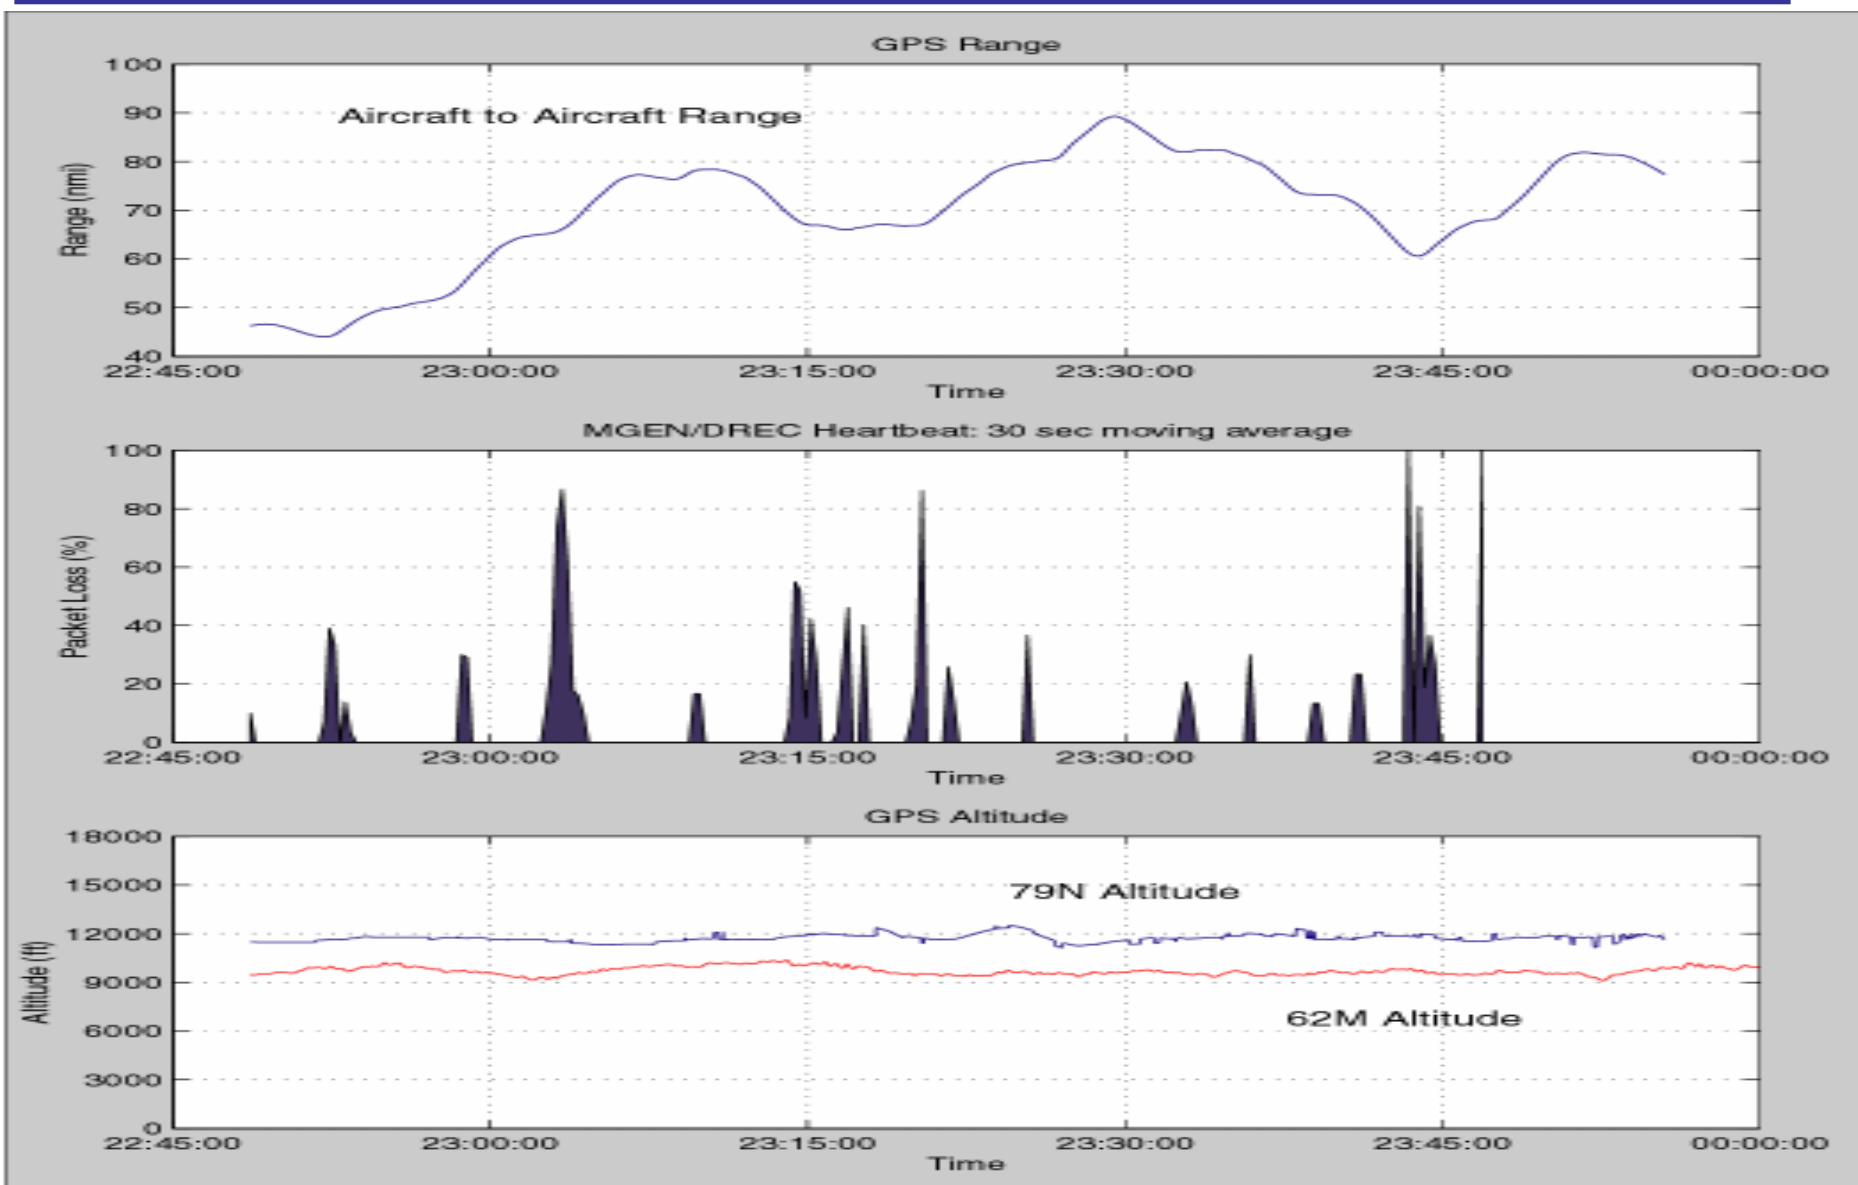 GPS Range
Aircraft to Aircraft Range
Range (nmi)
100
90
80
70
60
50
40
22:45:00 23:00:00 23:15:00 23:30:00 23:45:00 00:00:00
Time
MGEN/DREC Heartbeat: 30 sec moving average
Packet Loss (%)
100
80
60
40
20
0
22:45:00 23:00:00 23:15:00 23:30:00 23:45:00 00:00:00
Time
GPS Altitude
79N Altitude
62M Altitude
Altitude (ft)
18000
15000
12000
9000
6000
3000
0
22:45:00 23:00:00 23:15:00 23:30:00 23:45:00 00:00:00
Time